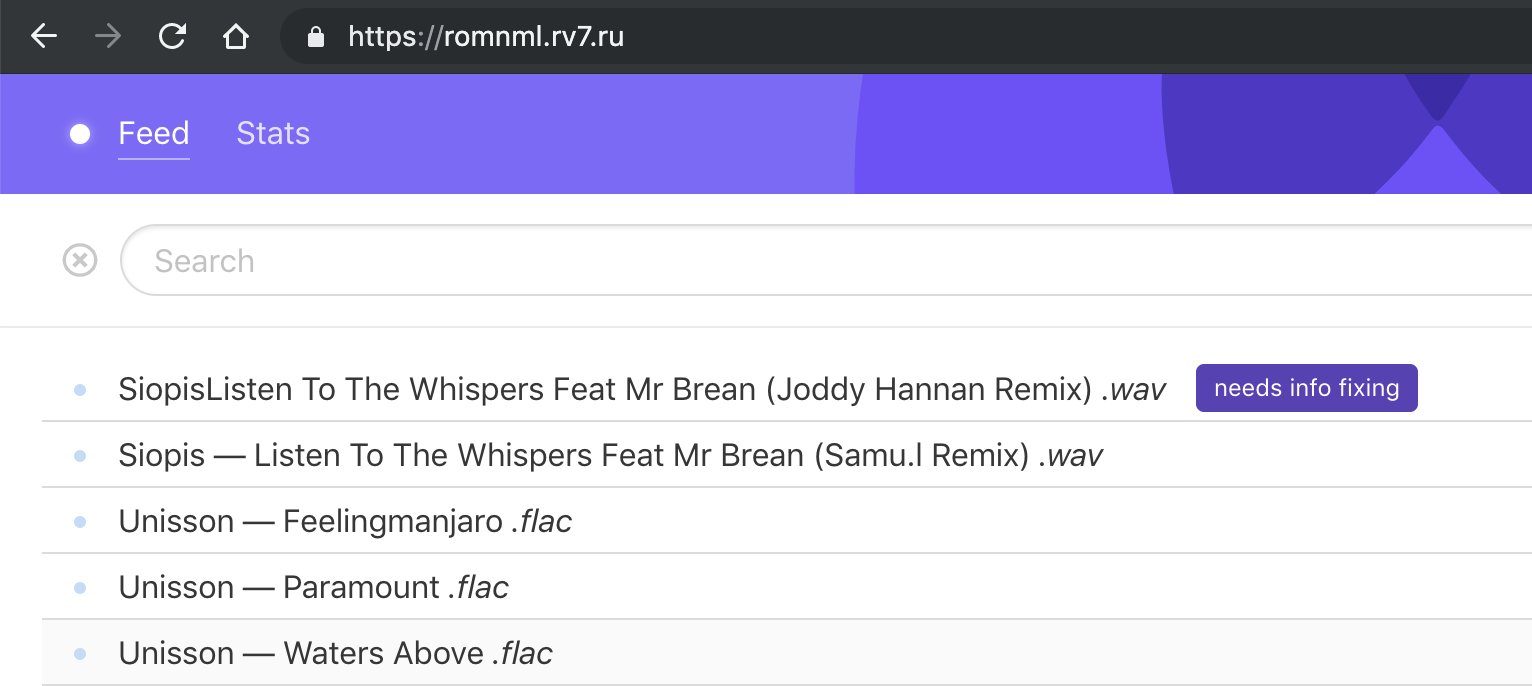 https://romnml.rv7.ru
Feed Stats
Search
SiopisListen To The Whispers Feat Mr Brean (Joddy Hannan Remix) .wav needs info fixing
Siopis — Listen To The Whispers Feat Mr Brean (Samu.l Remix) .wav
Unisson — Feelingmanjaro .flac
Unisson — Paramount .flac
Unisson — Waters Above .flac